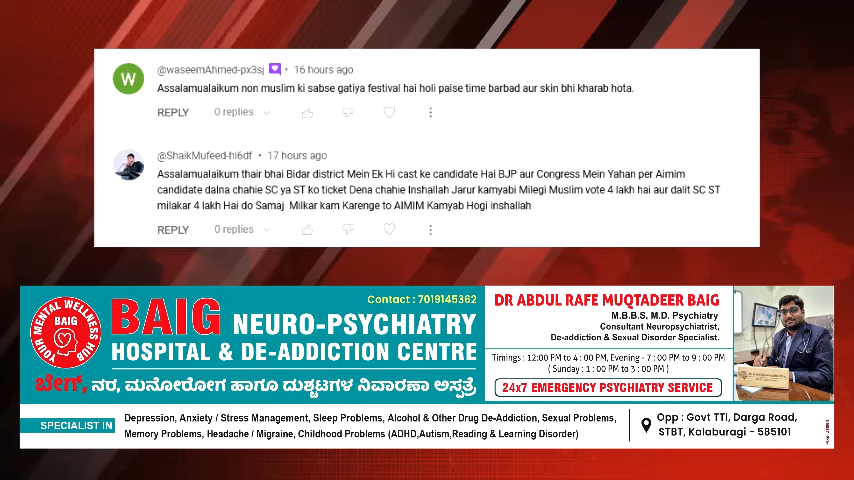 @waseemAhmed-px3sj • 16 hours ago
W
Assalamualaikum non muslim ki sabse gatiya festival hai holi paise time barbad aur skin bhi kharab hota.
REPLY 0 replies
@ShaikMufeed-hl6df • 17 hours ago
Assalamualaikum thair bhai Bidar district Mein Ek Hi cast ke candidate Hai BJP aur Congress Mein Yahan per Aimim
candidate dalna chahie SC ya ST ko ticket Dena chahie Inshallah Jarur kamyabi Milegi Muslim vote 4 lakh hai aur dalit SC ST
milakar 4 lakh Hai do Samaj Milkar kam Karenge to AIMIM Kamyab Hogi inshallah
REPLY 0 replies
YOUR MENTAL WELLNESS HUB
BAIG
Contact : 7019145362
BAIG NEURO-PSYCHIATRY
HOSPITAL & DE-ADDICTION CENTRE
ಬೇಗ್, ನರ, ಮನೋರೋಗ ಹಾಗೂ ದುಶ್ಚಟಗಳ ನಿವಾರಣಾ ಆಸ್ಪತ್ರೆ
DR ABDUL RAFE MUQTADEER BAIG
M.B.B.S, M.D. Psychiatry
Consultant Neuropsychiatrist,
De-addiction & Sexual Disorder Specialist.
Timings : 12:00 PM to 4 : 00 PM, Evening - 7 : 00 PM to 9 : 00 PM
( Sunday : 1 : 00 PM to 3 : 00 PM )
24x7 EMERGENCY PSYCHIATRY SERVICE
SPECIALIST IN
Depression, Anxiety / Stress Management, Sleep Problems, Alcohol & Other Drug De-Addiction, Sexual Problems,
Memory Problems, Headache / Migraine, Childhood Problems (ADHD,Autism,Reading & Learning Disorder)
Opp : Govt TTI, Darga Road,
STBT, Kalaburagi - 585101